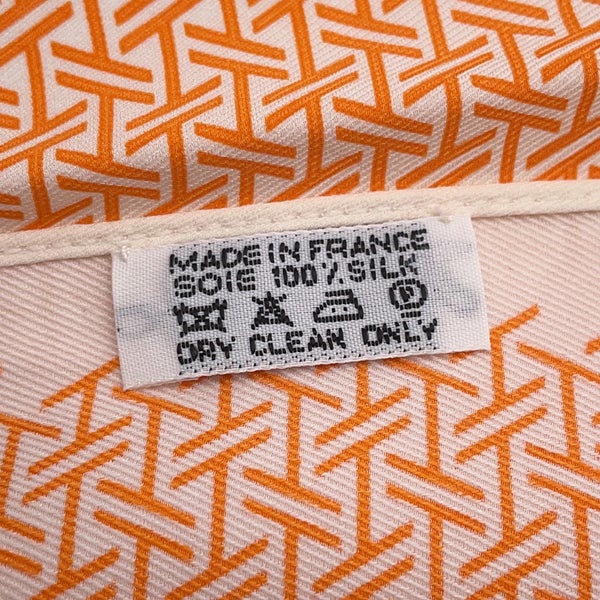 MADE IN FRANCE
SOIE 100% SILK
DRY CLEAN ONLY